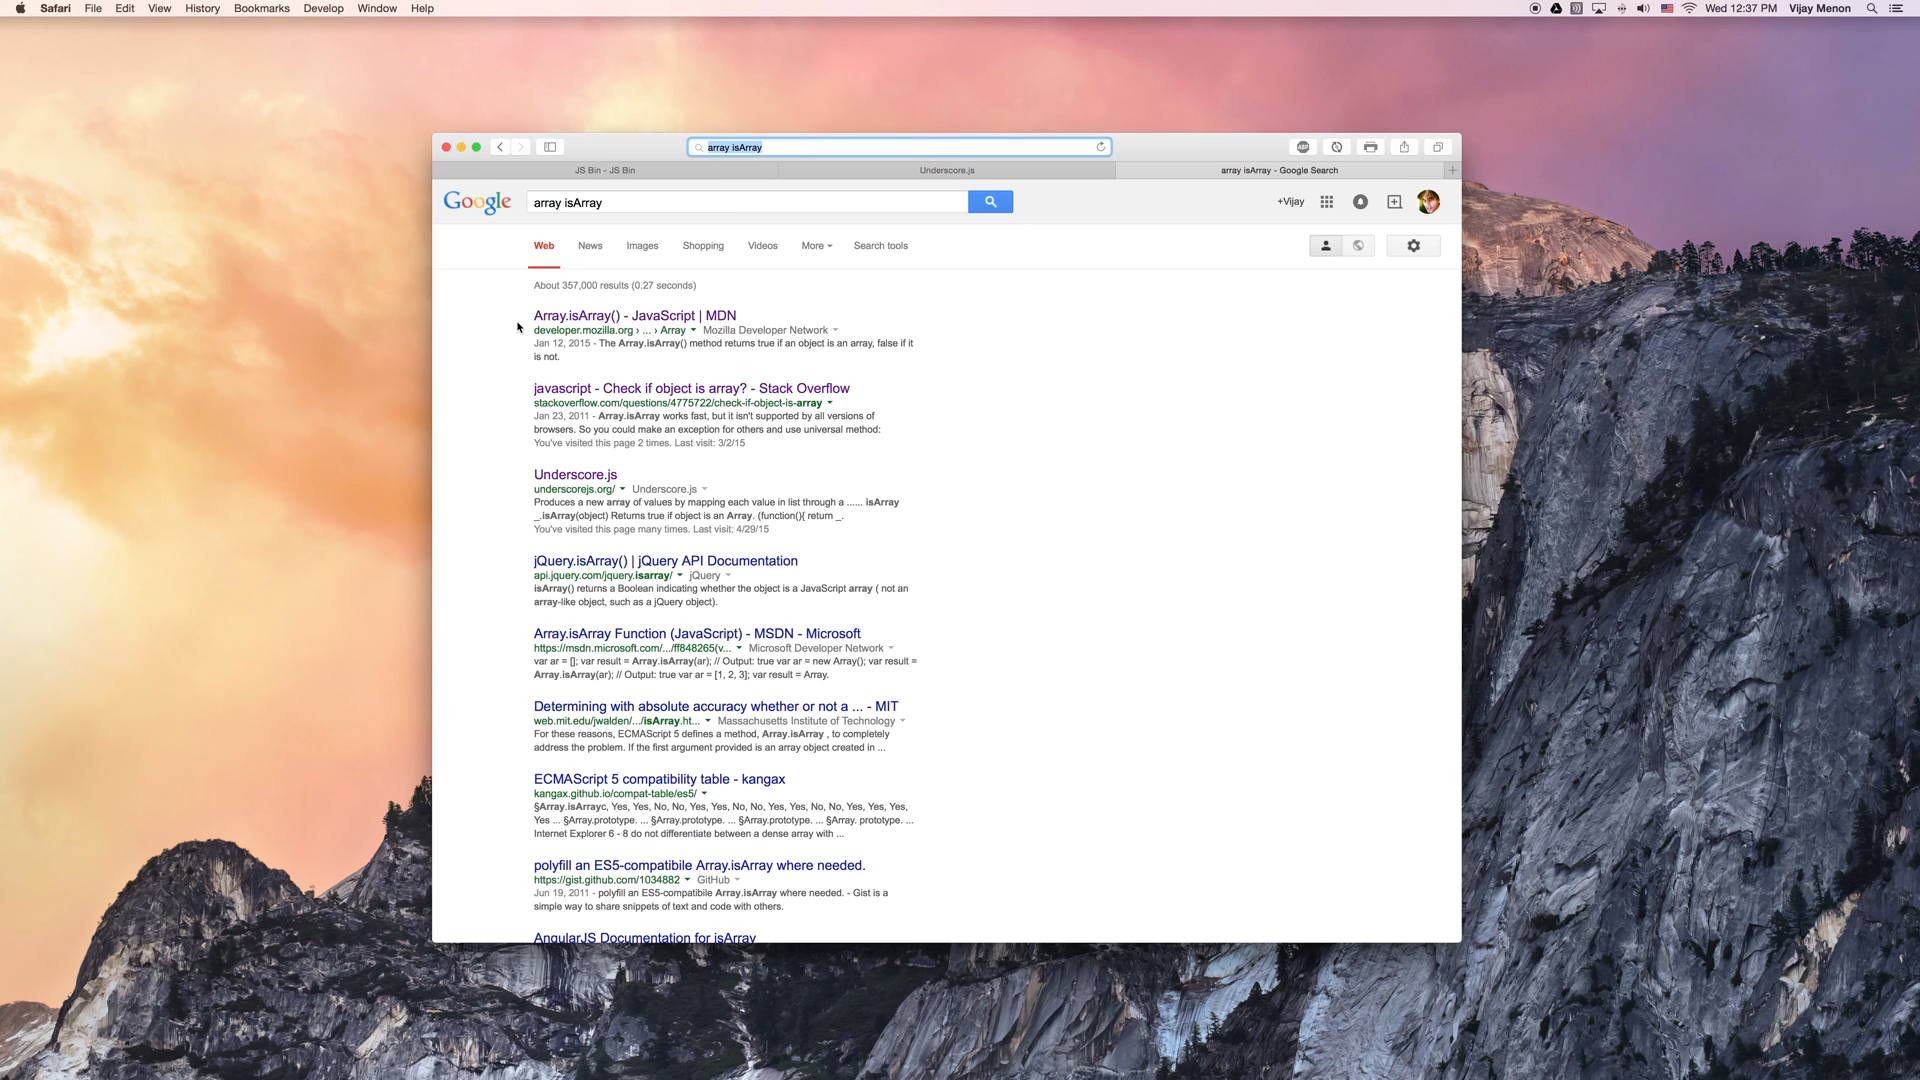 Safari File Edit View History Bookmarks Develop Window Help
Wed 12:37 PM Vijay Menon
array isArray
ABP
JS Bin - JS Bin
Underscore.js
array isArray - Google Search
Google
array isArray
+Vijay
Web News Images Shopping Videos More Search tools
About 357,000 results (0.27 seconds)
Array.isArray() - JavaScript | MDN
developer.mozilla.org › ... › Array Mozilla Developer Network
Jan 12, 2015 - The Array.isArray() method returns true if an object is an array, false if it
is not.
javascript - Check if object is array? - Stack Overflow
stackoverflow.com/questions/4775722/check-if-object-is-array
Jan 23, 2011 - Array.isArray works fast, but it isn't supported by all versions of
browsers. So you could make an exception for others and use universal method:
You've visited this page 2 times. Last visit: 3/2/15
Underscore.js
underscorejs.org/ Underscore.js
Produces a new array of values by mapping each value in list through a ...... isArray
_.isArray(object) Returns true if object is an Array. (function(){ return _.
You've visited this page many times. Last visit: 4/29/15
jQuery.isArray() | jQuery API Documentation
api.jquery.com/jquery.isarray/ jQuery
isArray() returns a Boolean indicating whether the object is a JavaScript array ( not an
array-like object, such as a jQuery object).
Array.isArray Function (JavaScript) - MSDN - Microsoft
https://msdn.microsoft.com/.../ff848265(v... Microsoft Developer Network
var ar = []; var result = Array.isArray(ar); // Output: true var ar = new Array(); var result =
Array.isArray(ar); // Output: true var ar = [1, 2, 3]; var result = Array.
Determining with absolute accuracy whether or not a ... - MIT
web.mit.edu/jwalden/.../isArray.ht... Massachusetts Institute of Technology
For these reasons, ECMAScript 5 defines a method, Array.isArray , to completely
address the problem. If the first argument provided is an array object created in ...
ECMAScript 5 compatibility table - kangax
kangax.github.io/compat-table/es5/
§Array.isArrayc, Yes, Yes, No, No, Yes, Yes, No, No, Yes, Yes, No, No, Yes, Yes, Yes,
Yes ... §Array.prototype. ... §Array.prototype. ... §Array.prototype. ... §Array. prototype. ...
Internet Explorer 6 - 8 do not differentiate between a dense array with ...
polyfill an ES5-compatibile Array.isArray where needed.
https://gist.github.com/1034882 GitHub
Jun 19, 2011 - polyfill an ES5-compatibile Array.isArray where needed. - Gist is a
simple way to share snippets of text and code with others.
AngularJS Documentation for isArray